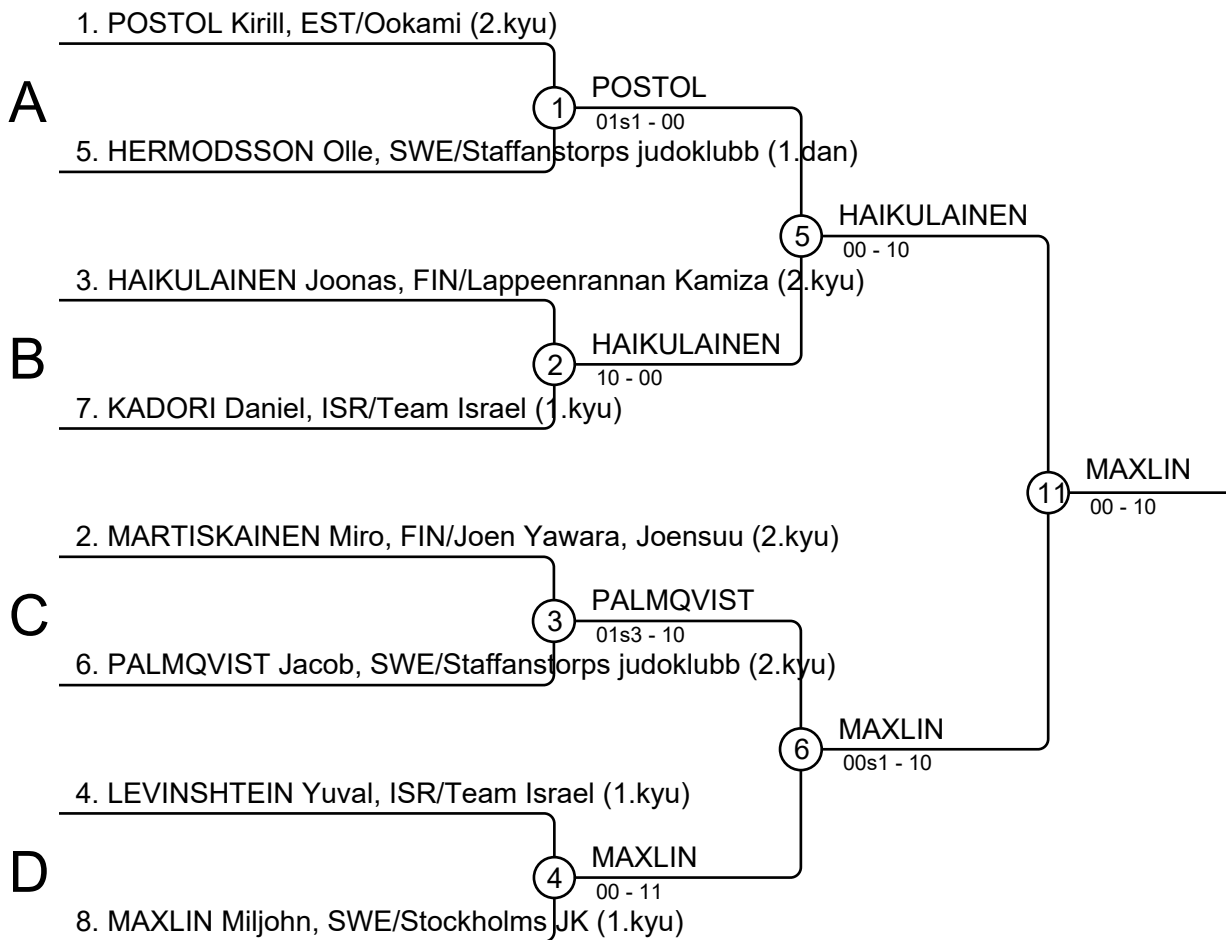 1. POSTOL Kirill, EST/Ookami (2.kyu)
A
1
POSTOL
01s1 - 00
5. HERMODSSON Olle, SWE/Staffanstorps judoklubb (1.dan)
5
HAIKULAINEN
00 - 10
3. HAIKULAINEN Joonas, FIN/Lappeenrannan Kamiza (2.kyu)
B
2
HAIKULAINEN
10 - 00
7. KADORI Daniel, ISR/Team Israel (1.kyu)
11
MAXLIN
00 - 10
2. MARTISKAINEN Miro, FIN/Joen Yawara, Joensuu (2.kyu)
C
3
PALMQVIST
01s3 - 10
6. PALMQVIST Jacob, SWE/Staffanstorps judoklubb (2.kyu)
6
MAXLIN
00s1 - 10
4. LEVINSHTEIN Yuval, ISR/Team Israel (1.kyu)
D
4
MAXLIN
00 - 11
8. MAXLIN Miljohn, SWE/Stockholms JK (1.kyu)